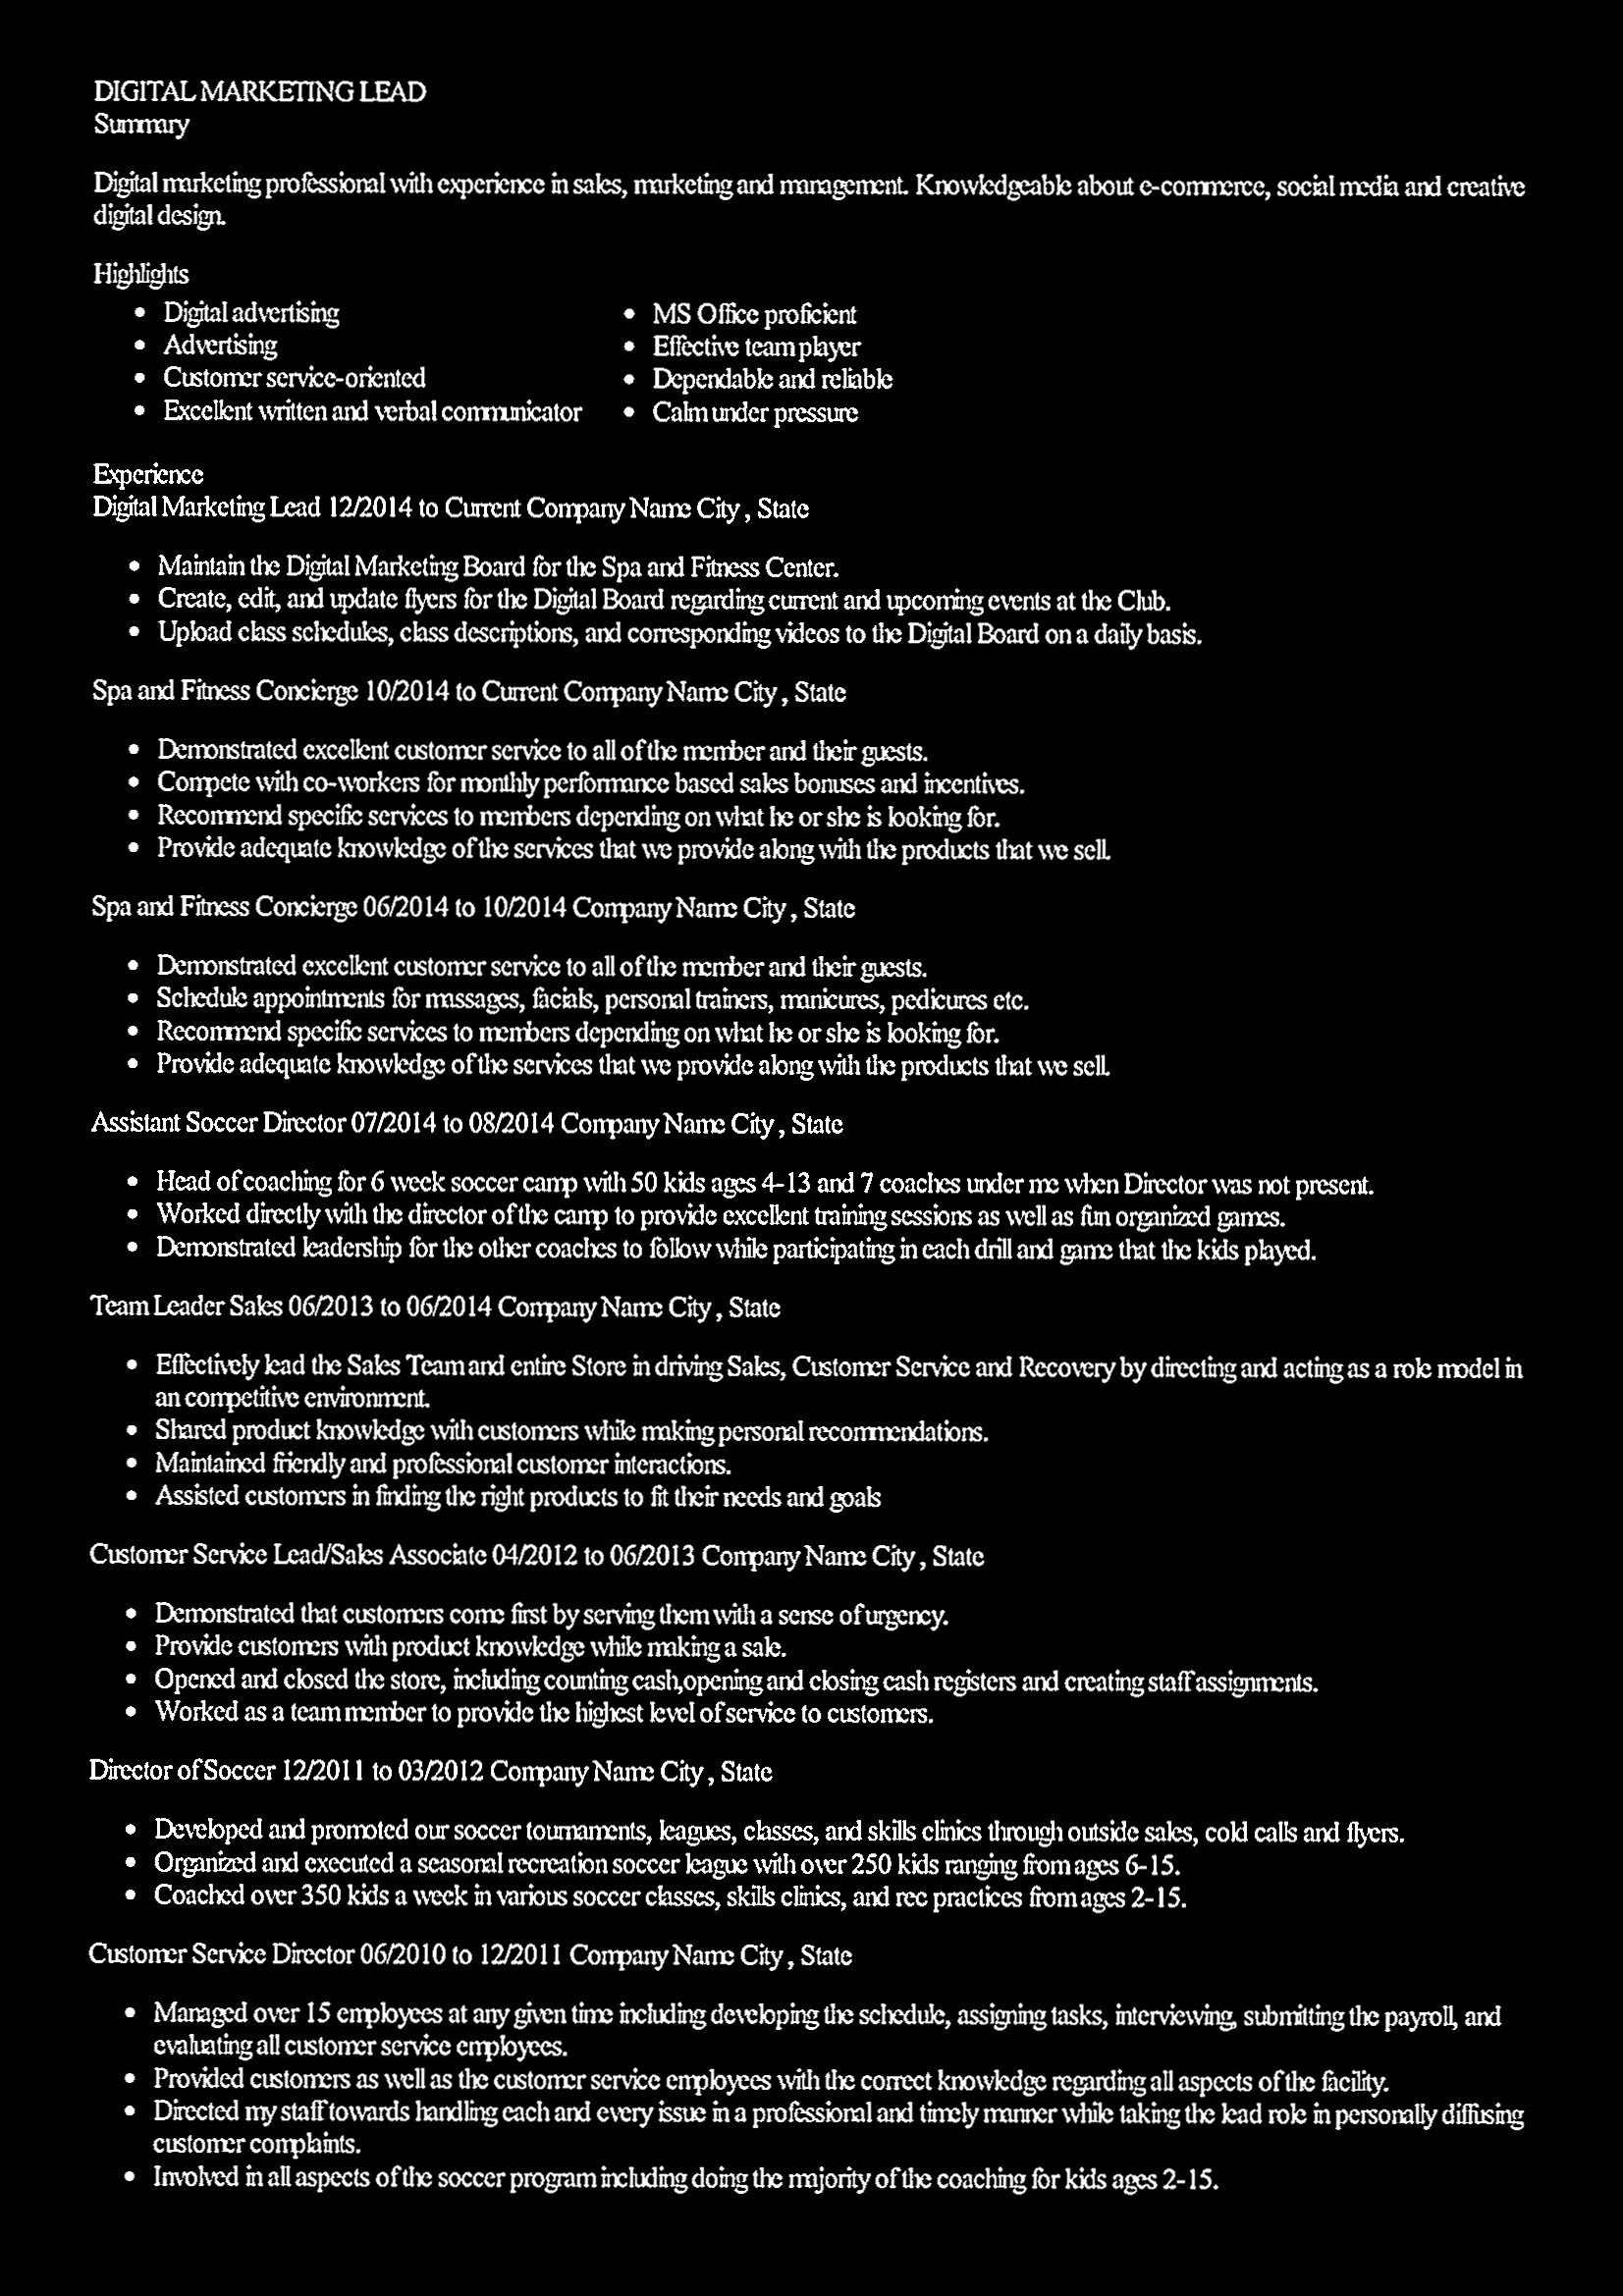 DIGITAL MARKETING LEAD
Summary
Digital marketing professional with experience in sales, marketing and management. Knowledgeable about e-commerce, social media and creative
digital design.
Highlights
• Digital advertising
• Advertising
• Customer service-oriented
• Excellent written and verbal communicator
• MS Office proficient
• Effective team player
• Dependable and reliable
• Calm under pressure
Experience
Digital Marketing Lead 12/2014 to Current Company Name City , State
• Maintain the Digital Marketing Board for the Spa and Fitness Center.
• Create, edit, and update flyers for the Digital Board regarding current and upcoming events at the Club.
• Upload class schedules, class descriptions, and corresponding videos to the Digital Board on a daily basis.
Spa and Fitness Concierge 10/2014 to Current Company Name City , State
• Demonstrated excellent customer service to all of the member and their guests.
• Compete with co-workers for monthly performance based sales bonuses and incentives.
• Recommend specific services to members depending on what he or she is looking for.
• Provide adequate knowledge of the services that we provide along with the products that we sell.
Spa and Fitness Concierge 06/2014 to 10/2014 Company Name City , State
• Demonstrated excellent customer service to all of the member and their guests.
• Schedule appointments for massages, facials, personal trainers, manicures, pedicures etc.
• Recommend specific services to members depending on what he or she is looking for.
• Provide adequate knowledge of the services that we provide along with the products that we sell.
Assistant Soccer Director 07/2014 to 08/2014 Company Name City , State
• Head of coaching for 6 week soccer camp with 50 kids ages 4-13 and 7 coaches under me when Director was not present.
• Worked directly with the director of the camp to provide excellent training sessions as well as fun organized games.
• Demonstrated leadership for the other coaches to follow while participating in each drill and game that the kids played.
Team Leader Sales 06/2013 to 06/2014 Company Name City , State
• Effectively lead the Sales Team and entire Store in driving Sales, Customer Service and Recovery by directing and acting as a role model in
an competitive environment.
• Shared product knowledge with customers while making personal recommendations.
• Maintained friendly and professional customer interactions.
• Assisted customers in finding the right products to fit their needs and goals
Customer Service Lead/Sales Associate 04/2012 to 06/2013 Company Name City , State
• Demonstrated that customers come first by serving them with a sense of urgency.
• Provide customers with product knowledge while making a sale.
• Opened and closed the store, including counting cash,opening and closing cash registers and creating staff assignments.
• Worked as a team member to provide the highest level of service to customers.
Director of Soccer 12/2011 to 03/2012 Company Name City , State
• Developed and promoted our soccer tournaments, leagues, classes, and skills clinics through outside sales, cold calls and flyers.
• Organized and executed a seasonal recreation soccer league with over 250 kids ranging from ages 6-15.
• Coached over 350 kids a week in various soccer classes, skills clinics, and rec practices from ages 2-15.
Customer Service Director 06/2010 to 12/2011 Company Name City , State
• Managed over 15 employees at any given time including developing the schedule, assigning tasks, interviewing, submitting the payroll, and
evaluating all customer service employees.
• Provided customers as well as the customer service employees with the correct knowledge regarding all aspects of the facility.
• Directed my staff towards handling each and every issue in a professional and timely manner while taking the lead role in personally diffusing
customer complaints.
• Involved in all aspects of the soccer program including doing the majority of the coaching for kids ages 2-15.